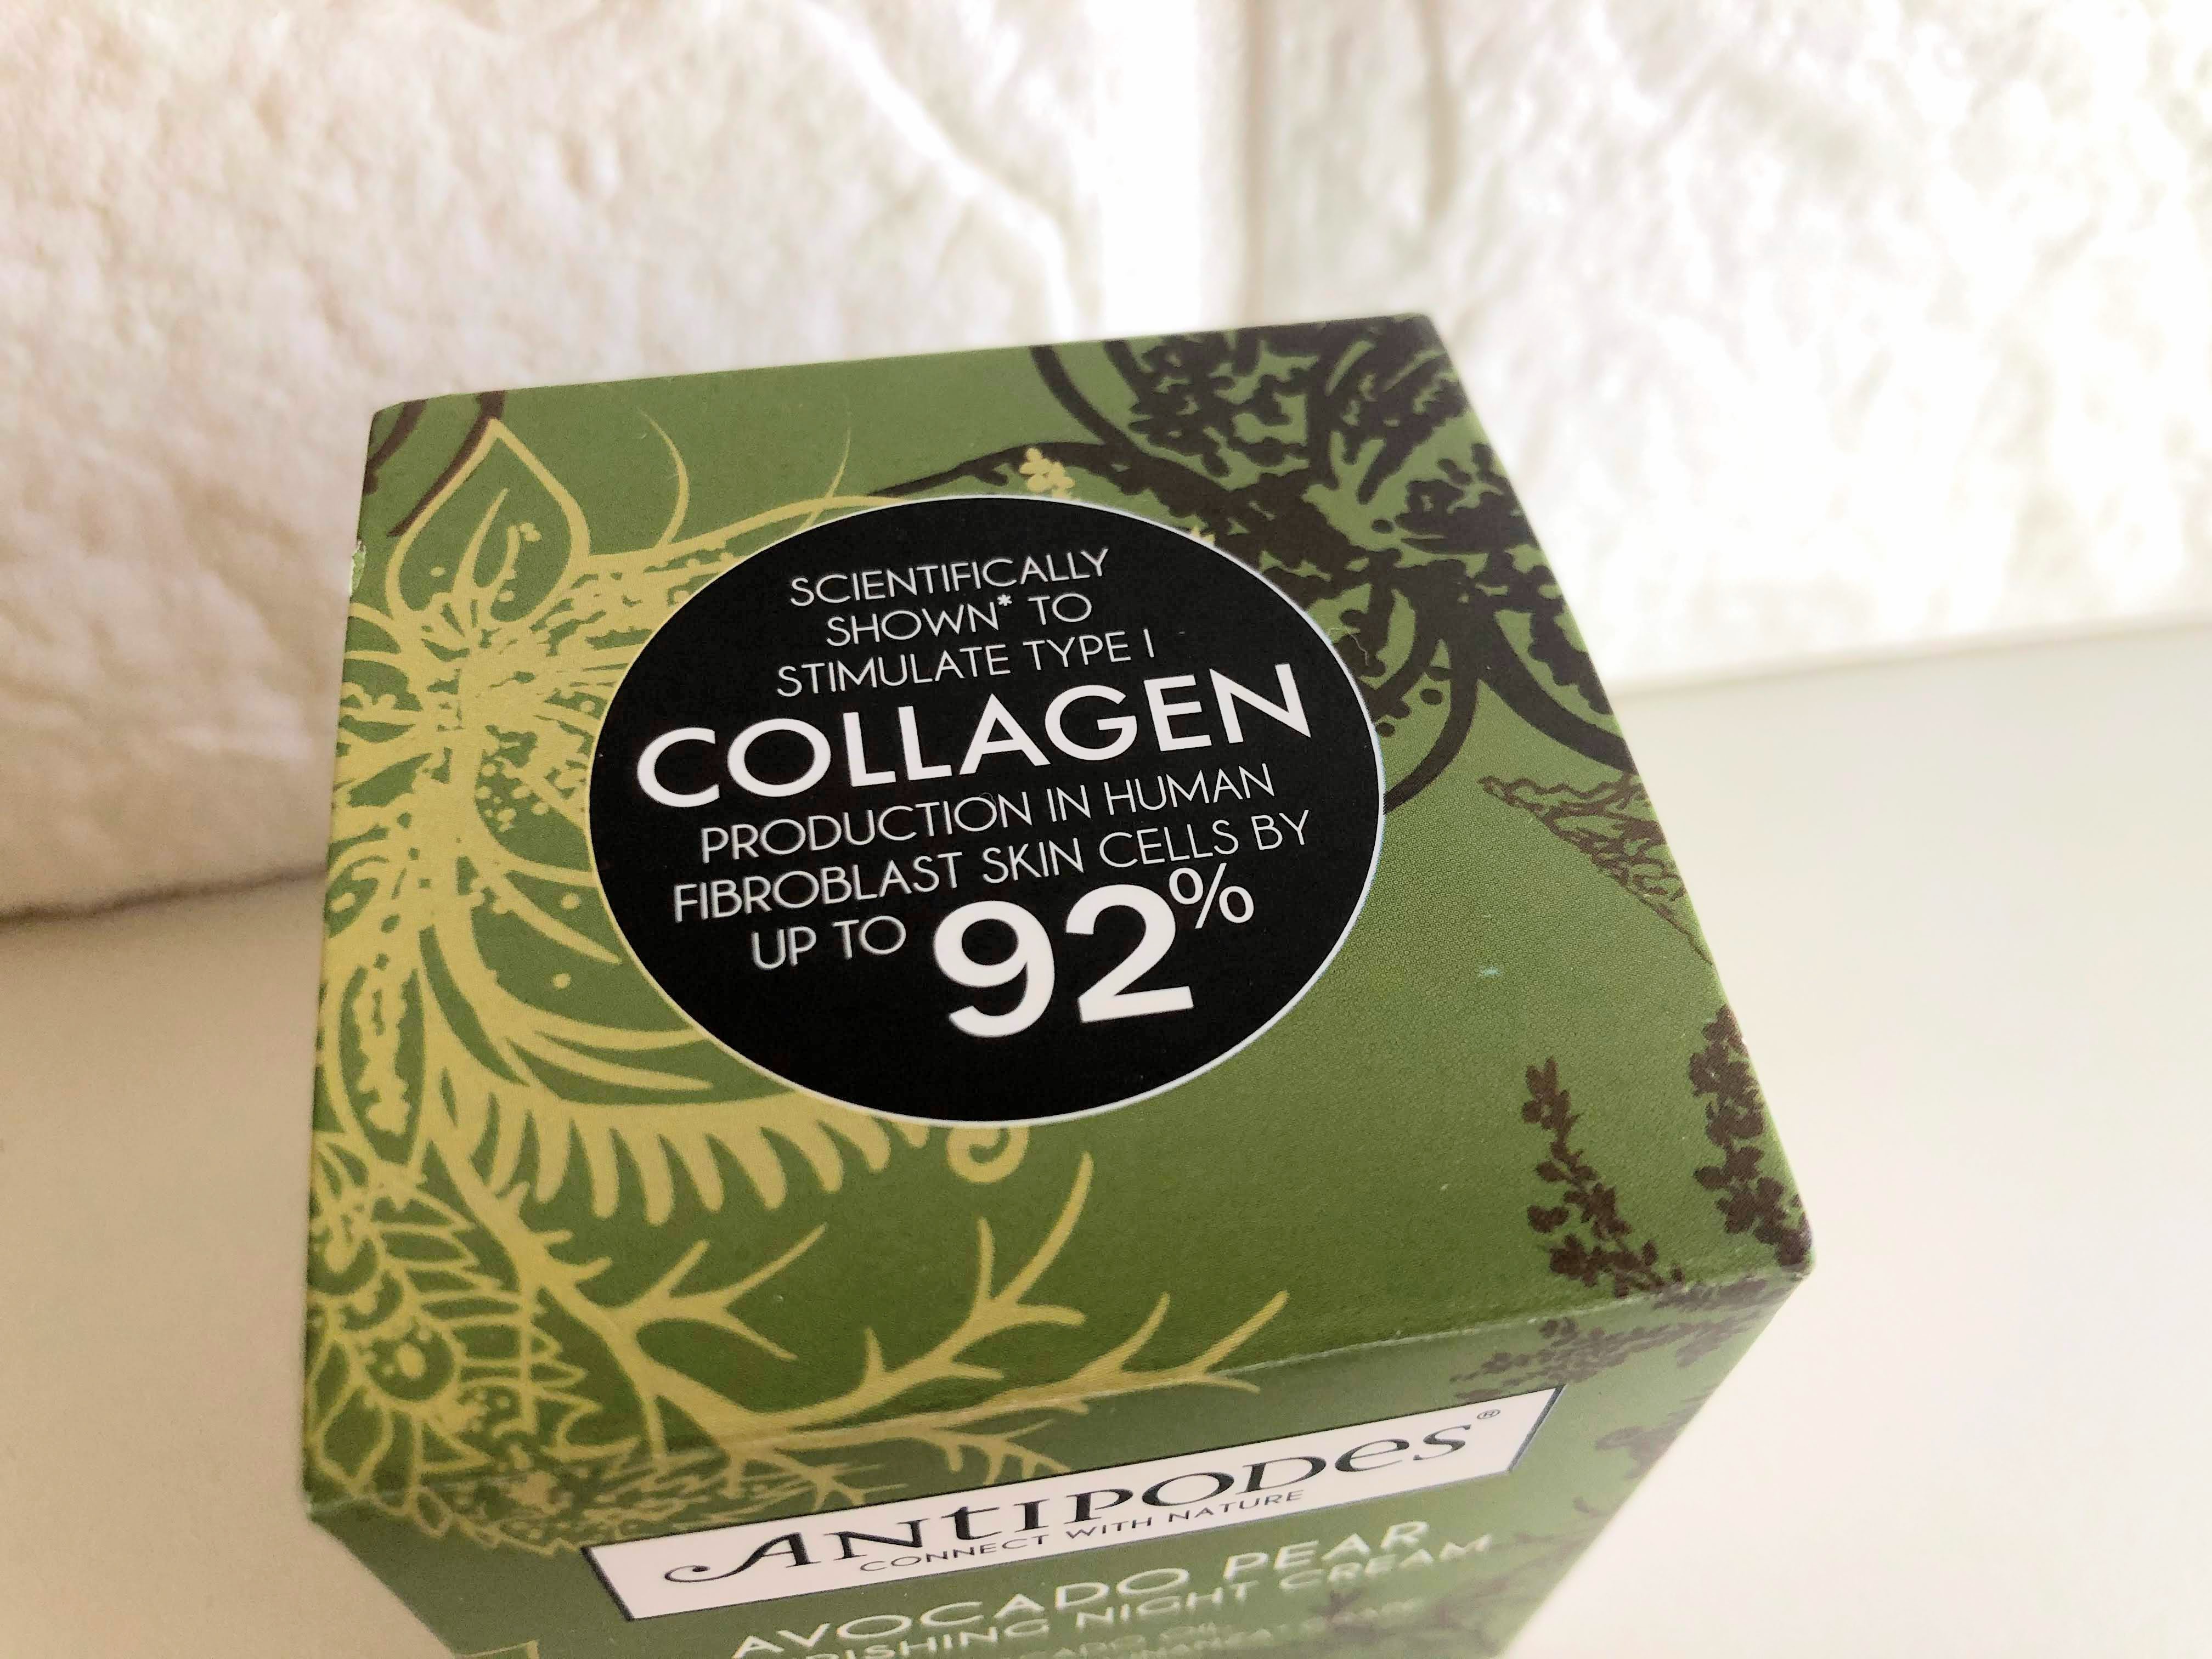 SCIENTIFICALLY
SHOWN* TO
STIMULATE TYPE I
COLLAGEN
PRODUCTION IN HUMAN
FIBROBLAST SKIN CELLS BY
UP TO 92%
ANTIPODES®
CONNECT WITH NATURE
AVOCADO PEAR
RISHING NIGHT CREAM